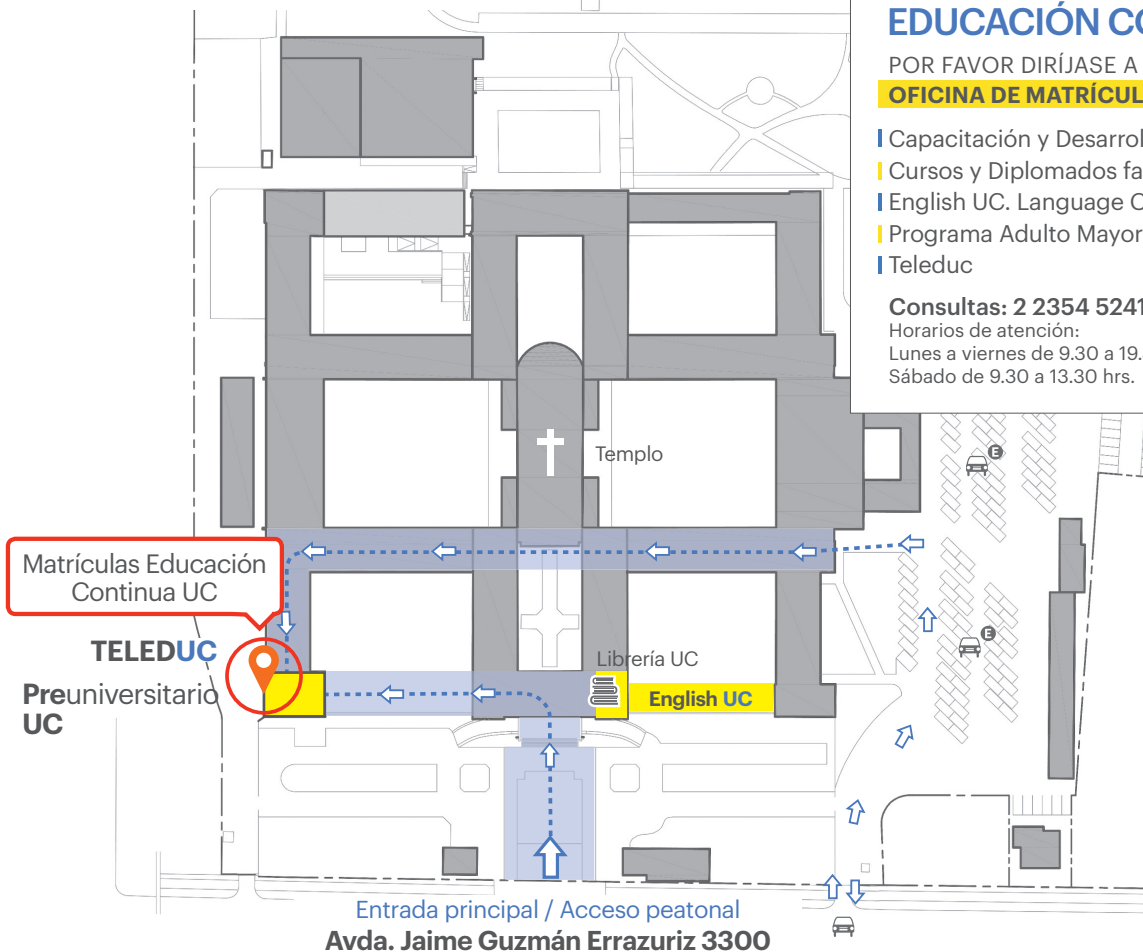 EDUCACIÓN CO
POR FAVOR DIRÍJASE A
OFICINA DE MATRÍCUL
Capacitación y Desarrol
Cursos y Diplomados fa
English UC. Language C
Programa Adulto Mayor
Teleduc
Consultas: 2 2354 5241
Horarios de atención:
Lunes a viernes de 9.30 a 19.
Sábado de 9.30 a 13.30 hrs.
Templo
E
Matrículas Educación
Continua UC
TELEDUC
Preuniversitario
UC
Librería UC
English UC
E
Entrada principal / Acceso peatonal
Avda. Jaime Guzmán Errazuriz 3300